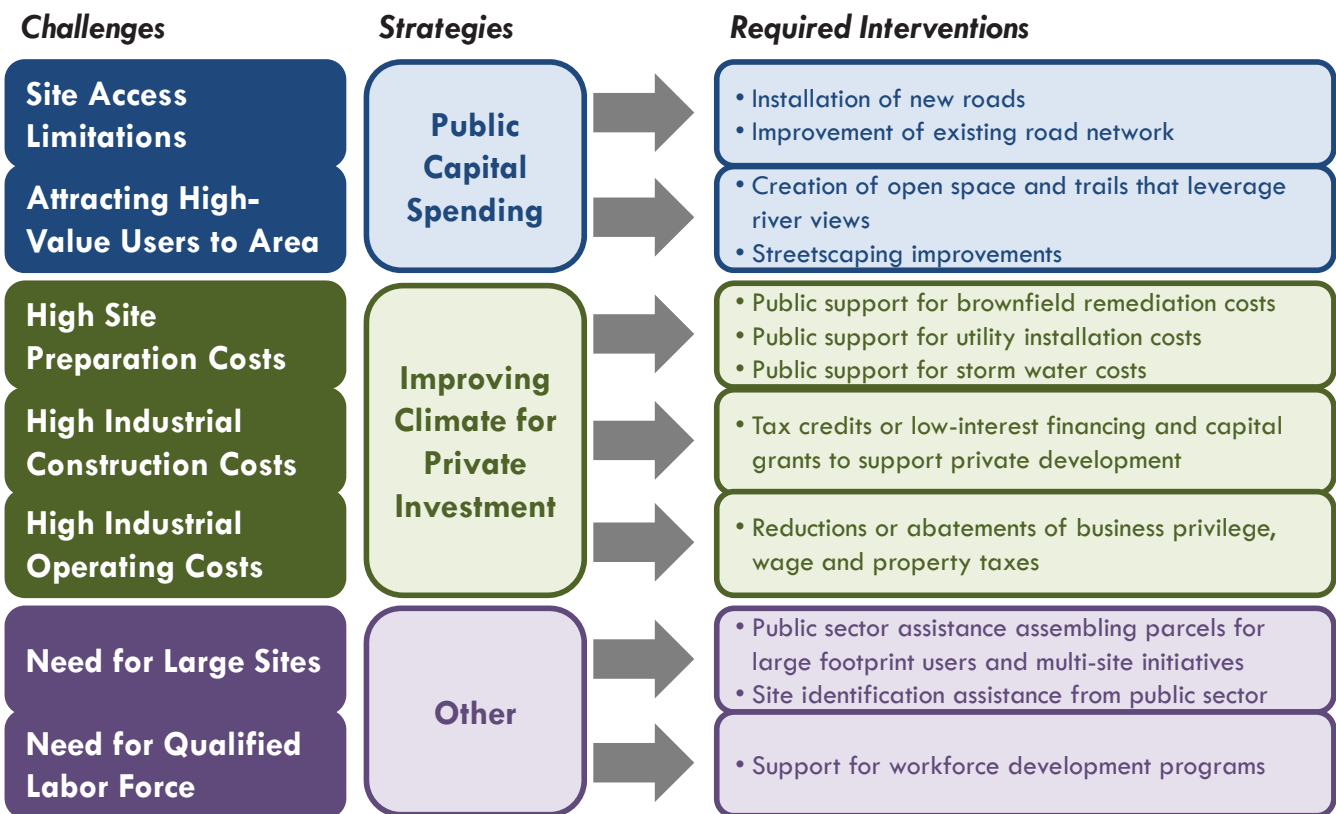 Challenges
Strategies
Required Interventions
Site Access
Limitations
Public
Capital
Spending
• Installation of new roads
• Improvement of existing road network
Attracting High-
Value Users to Area
• Creation of open space and trails that leverage
river views
• Streetscaping improvements
High Site
Preparation Costs
Improving
Climate for
Private
Investment
• Public support for brownfield remediation costs
• Public support for utility installation costs
• Public support for storm water costs
High Industrial
Construction Costs
• Tax credits or low-interest financing and capital
grants to support private development
High Industrial
Operating Costs
• Reductions or abatements of business privilege,
wage and property taxes
Need for Large Sites
Other
• Public sector assistance assembling parcels for
large footprint users and multi-site initiatives
• Site identification assistance from public sector
Need for Qualified
Labor Force
• Support for workforce development programs